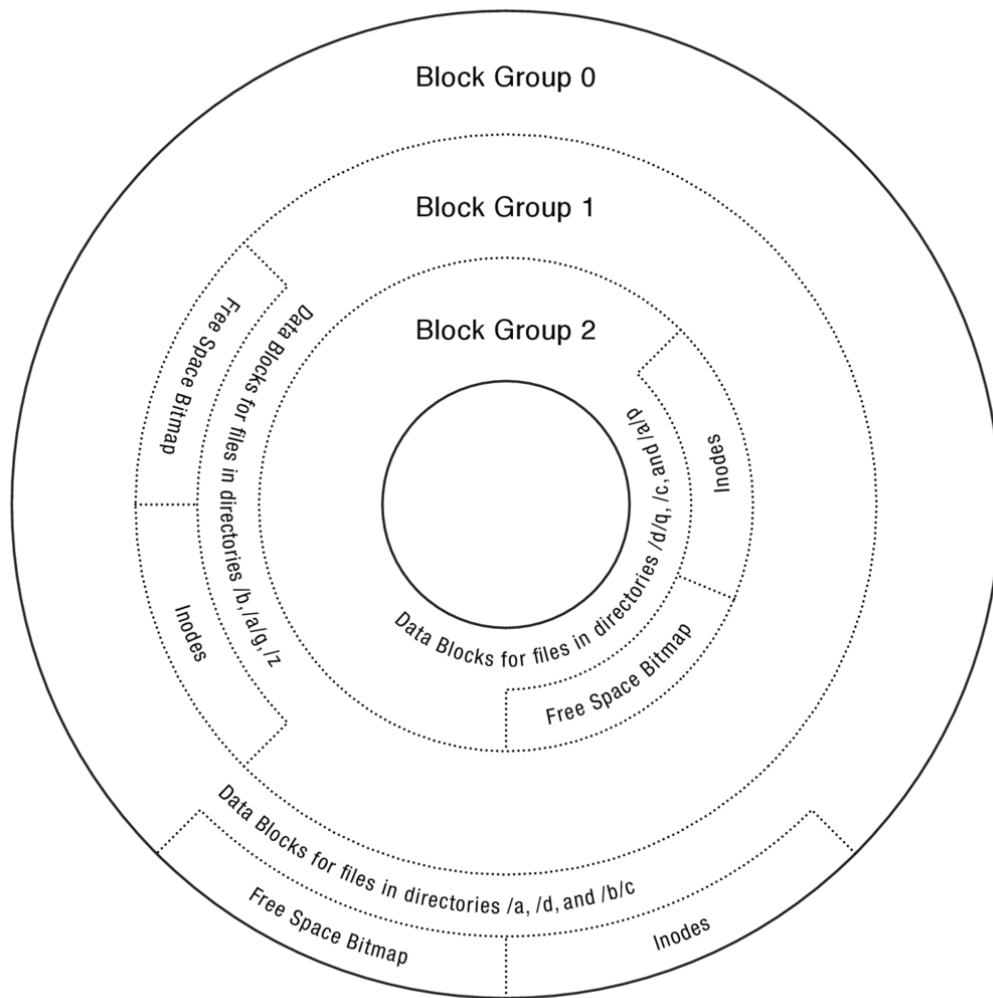 Block Group 0
Block Group 1
Block Group 2
Free Space Bitmap
Data Blocks for files in directories /b, /a/g, /z
Inodes
Inodes
Data Blocks for files in directories /d/q, /c, and /a/p
Free Space Bitmap
Data Blocks for files in directories /a, /d, and /b/c
Free Space Bitmap
Inodes